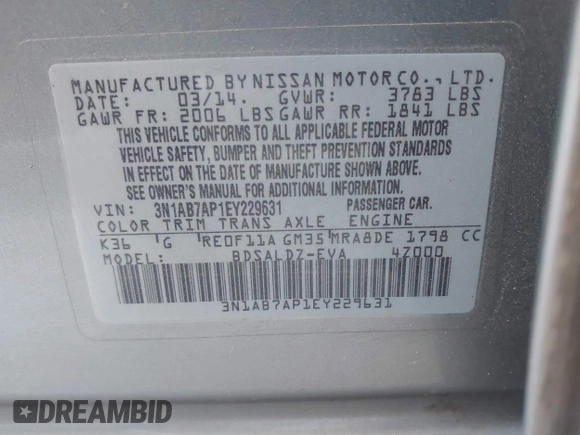 MANUFACTURED BY NISSAN MOTOR CO., LTD.
DATE: 03/14. GVWR: 3783 LBS
GAWR FR: 2006 LBS GAWR RR: 1841 LBS
THIS VEHICLE CONFORMS TO ALL APPLICABLE FEDERAL MOTOR
VEHICLE SAFETY, BUMPER AND THEFT PREVENTION STANDARDS
IN EFFECT ON THE DATE OF MANUFACTURE SHOWN ABOVE.
SEE OWNER'S MANUAL FOR ADDITIONAL INFORMATION.
VIN: 3N1AB7AP1EY229631 PASSENGER CAR.
COLOR TRIM TRANS AXLE ENGINE
K36 G RE0F11A GM35 MRA8DE 1798 CC
MODEL: BDSALDZ-EVA 4Z000
3N1AB7AP1EY229631
DREAMBID